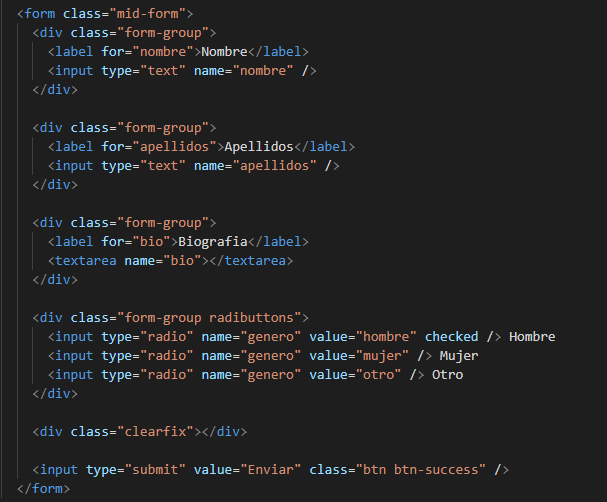 <form class="mid-form">
<div class="form-group">
<label for="nombre">Nombre</label>
<input type="text" name="nombre" />
</div>
<div class="form-group">
<label for="apellidos">Apellidos</label>
<input type="text" name="apellidos" />
</div>
<div class="form-group">
<label for="bio">Biografia</label>
<textarea name="bio"></textarea>
</div>
<div class="form-group radibuttons">
<input type="radio" name="genero" value="hombre" checked /> Hombre
<input type="radio" name="genero" value="mujer" /> Mujer
<input type="radio" name="genero" value="otro" /> Otro
</div>
<div class="clearfix"></div>
<input type="submit" value="Enviar" class="btn btn-success" />
</form>